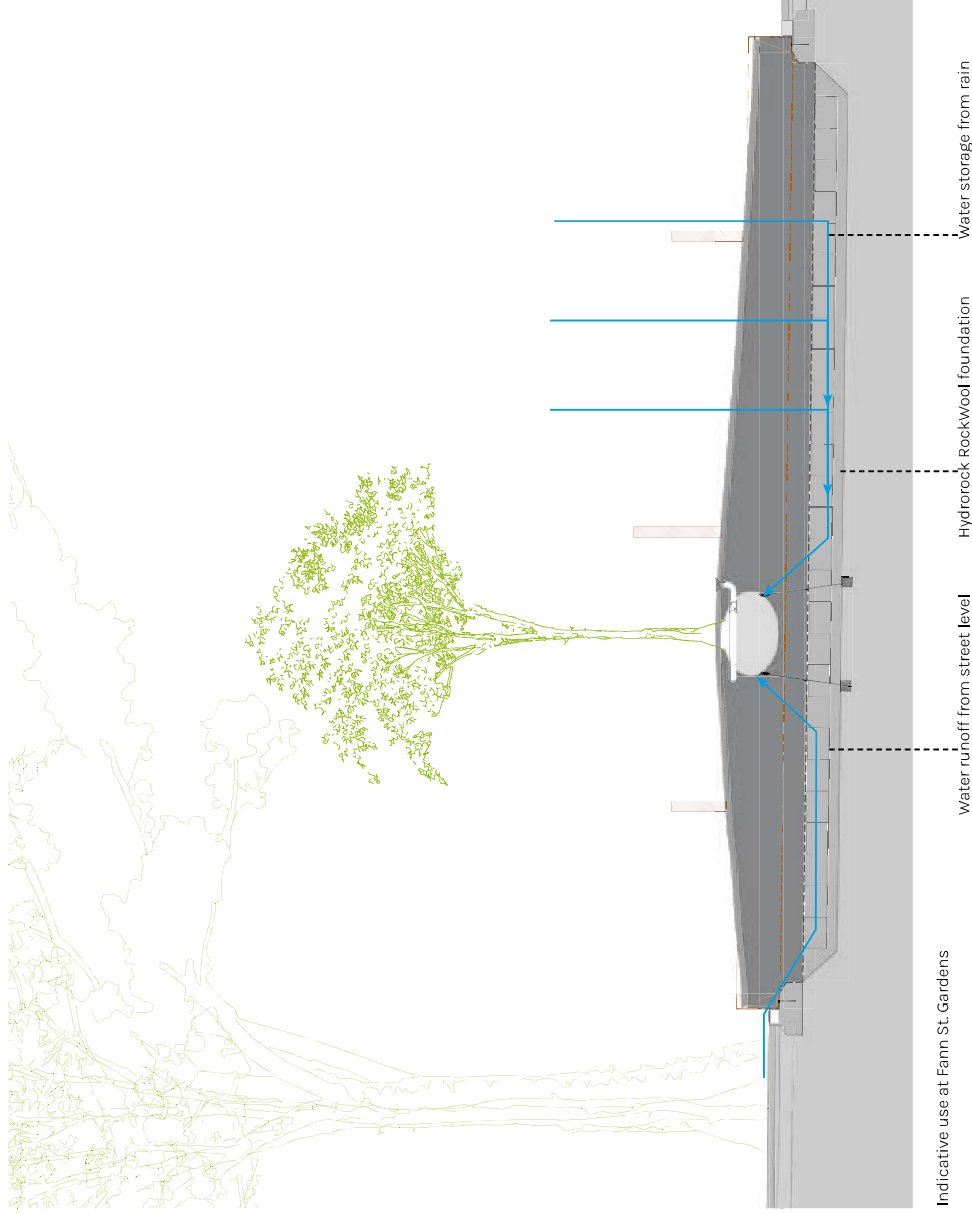 Indicative use at Fann St. Gardens
Water runoff from street level
Hydrorock RockWool foundation
Water storage from rain